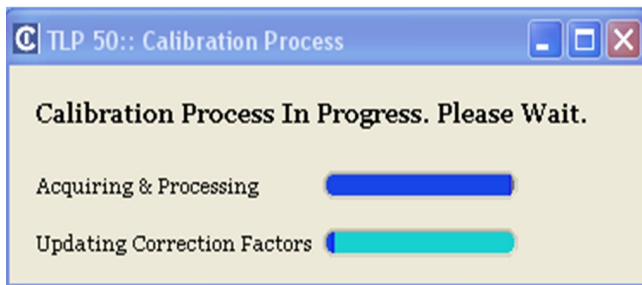 TLP 50:: Calibration Process
Calibration Process In Progress. Please Wait.
Acquiring & Processing
Updating Correction Factors